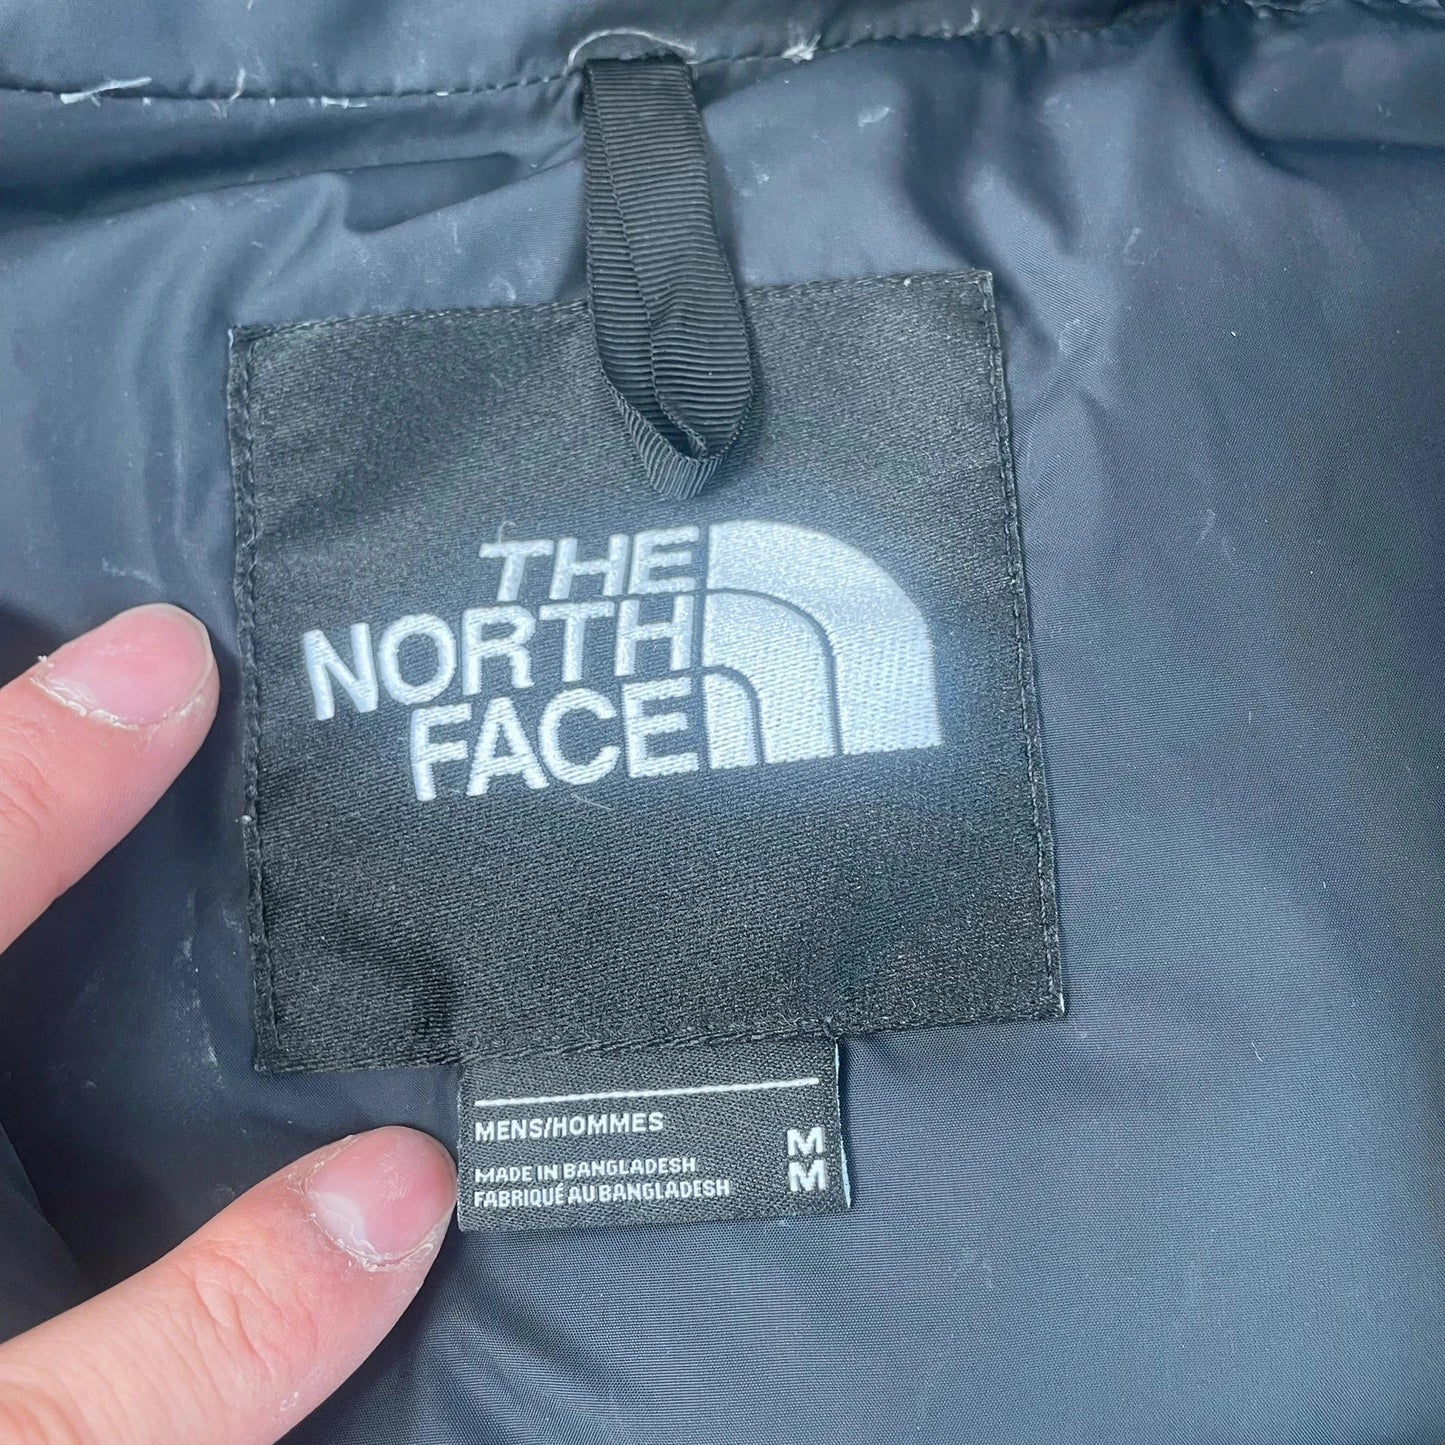 THE
NORTH
FACE
MENS/HOMMES
M
MADE IN BANGLADESH
M
FABRIQUÉ AU BANGLADESH